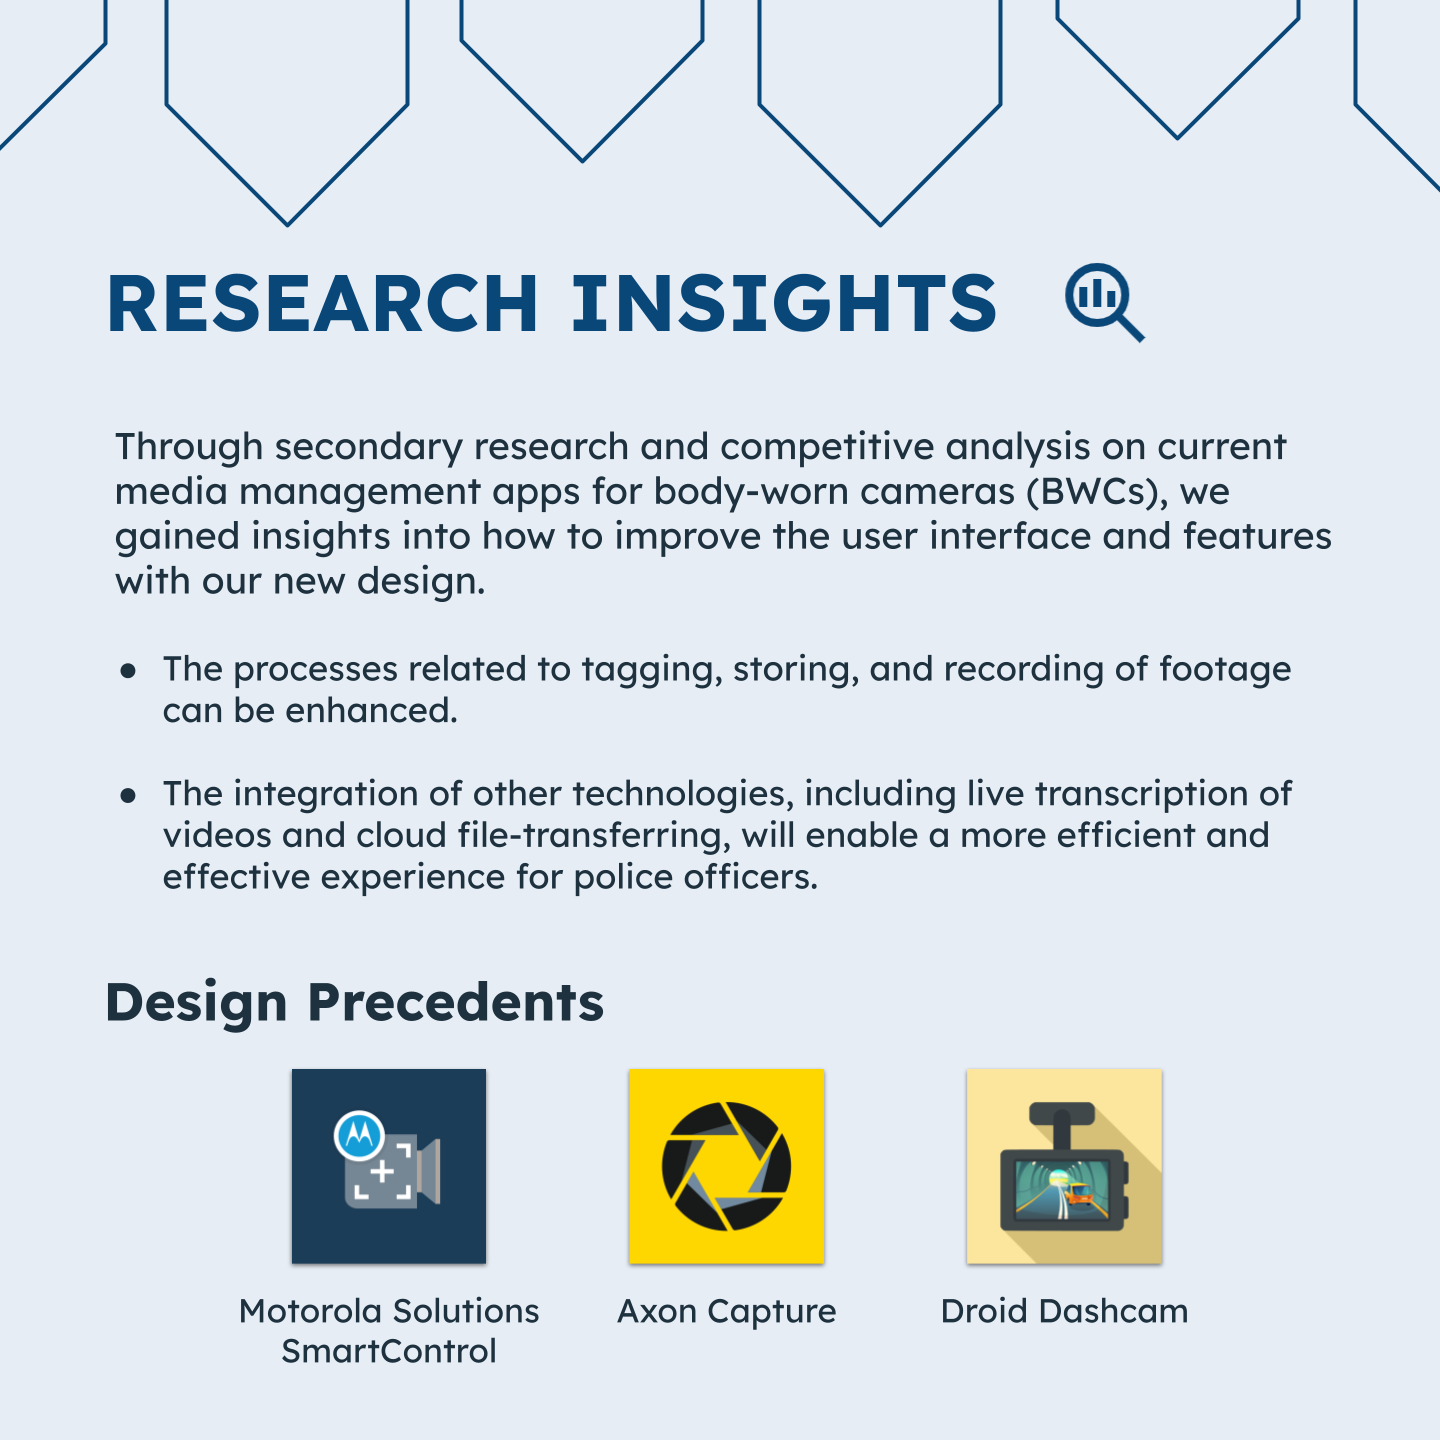 RESEARCH INSIGHTS
Through secondary research and competitive analysis on current
media management apps for body-worn cameras (BWCs), we
gained insights into how to improve the user interface and features
with our new design.
● The processes related to tagging, storing, and recording of footage
can be enhanced.
● The integration of other technologies, including live transcription of
videos and cloud file-transferring, will enable a more efficient and
effective experience for police officers.
Design Precedents
Motorola Solutions
SmartControl
Axon Capture
Droid Dashcam